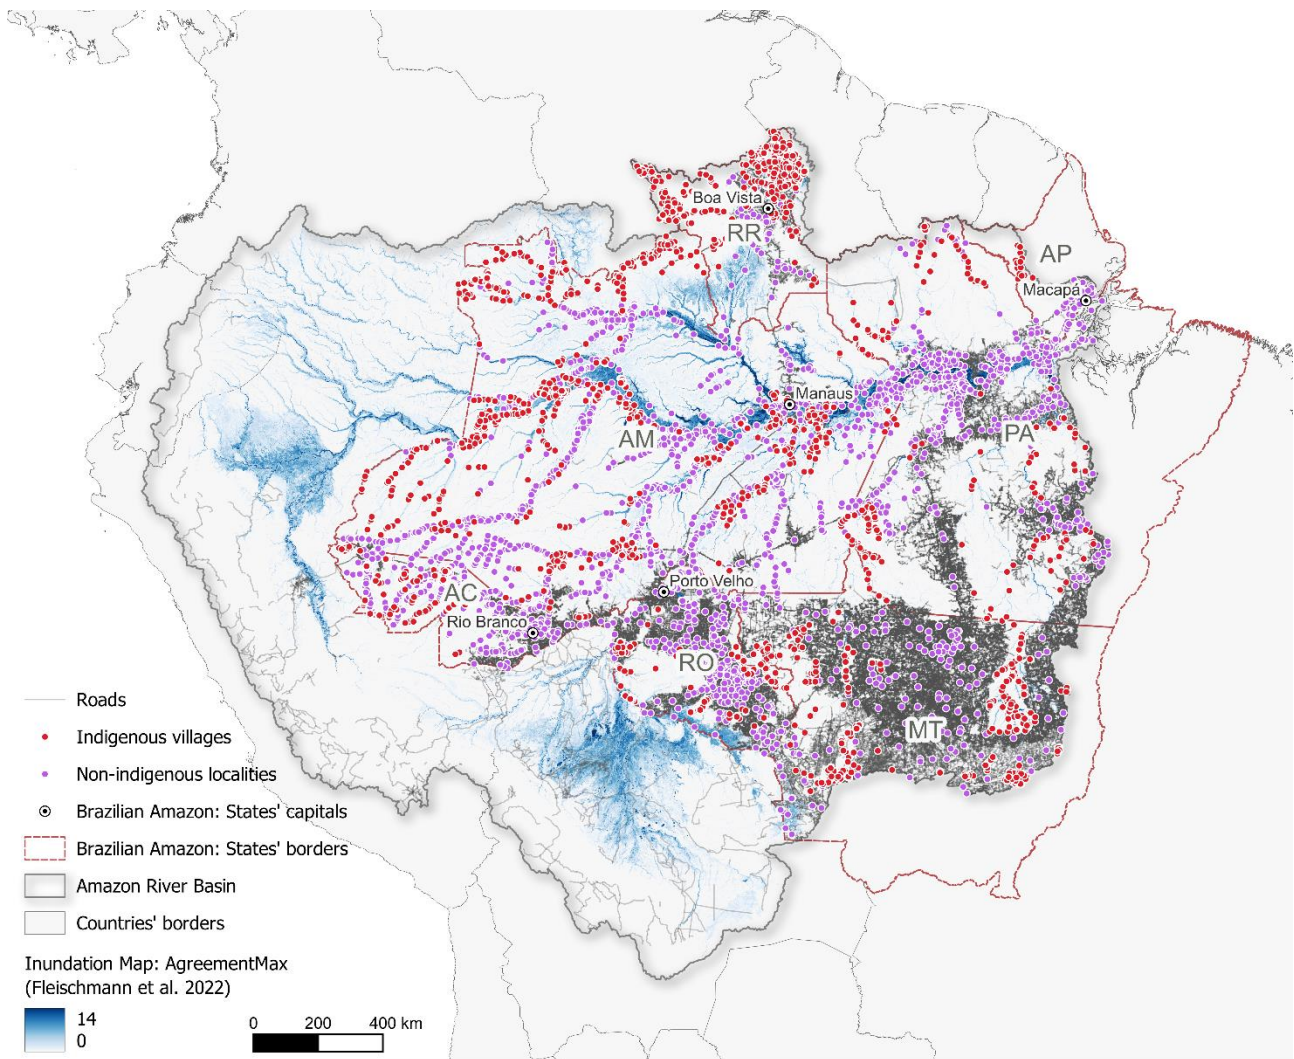 Boa Vista
RR
AP
Macapá
Manaus
AM
PA
Porto Velho
AC
Rio Branco
RO
MT
Roads
Indigenous villages
Non-indigenous localities
Brazilian Amazon: States' capitals
Brazilian Amazon: States' borders
Amazon River Basin
Countries' borders
Inundation Map: AgreementMax
(Fleischmann et al. 2022)
14
0
0 200 400 km